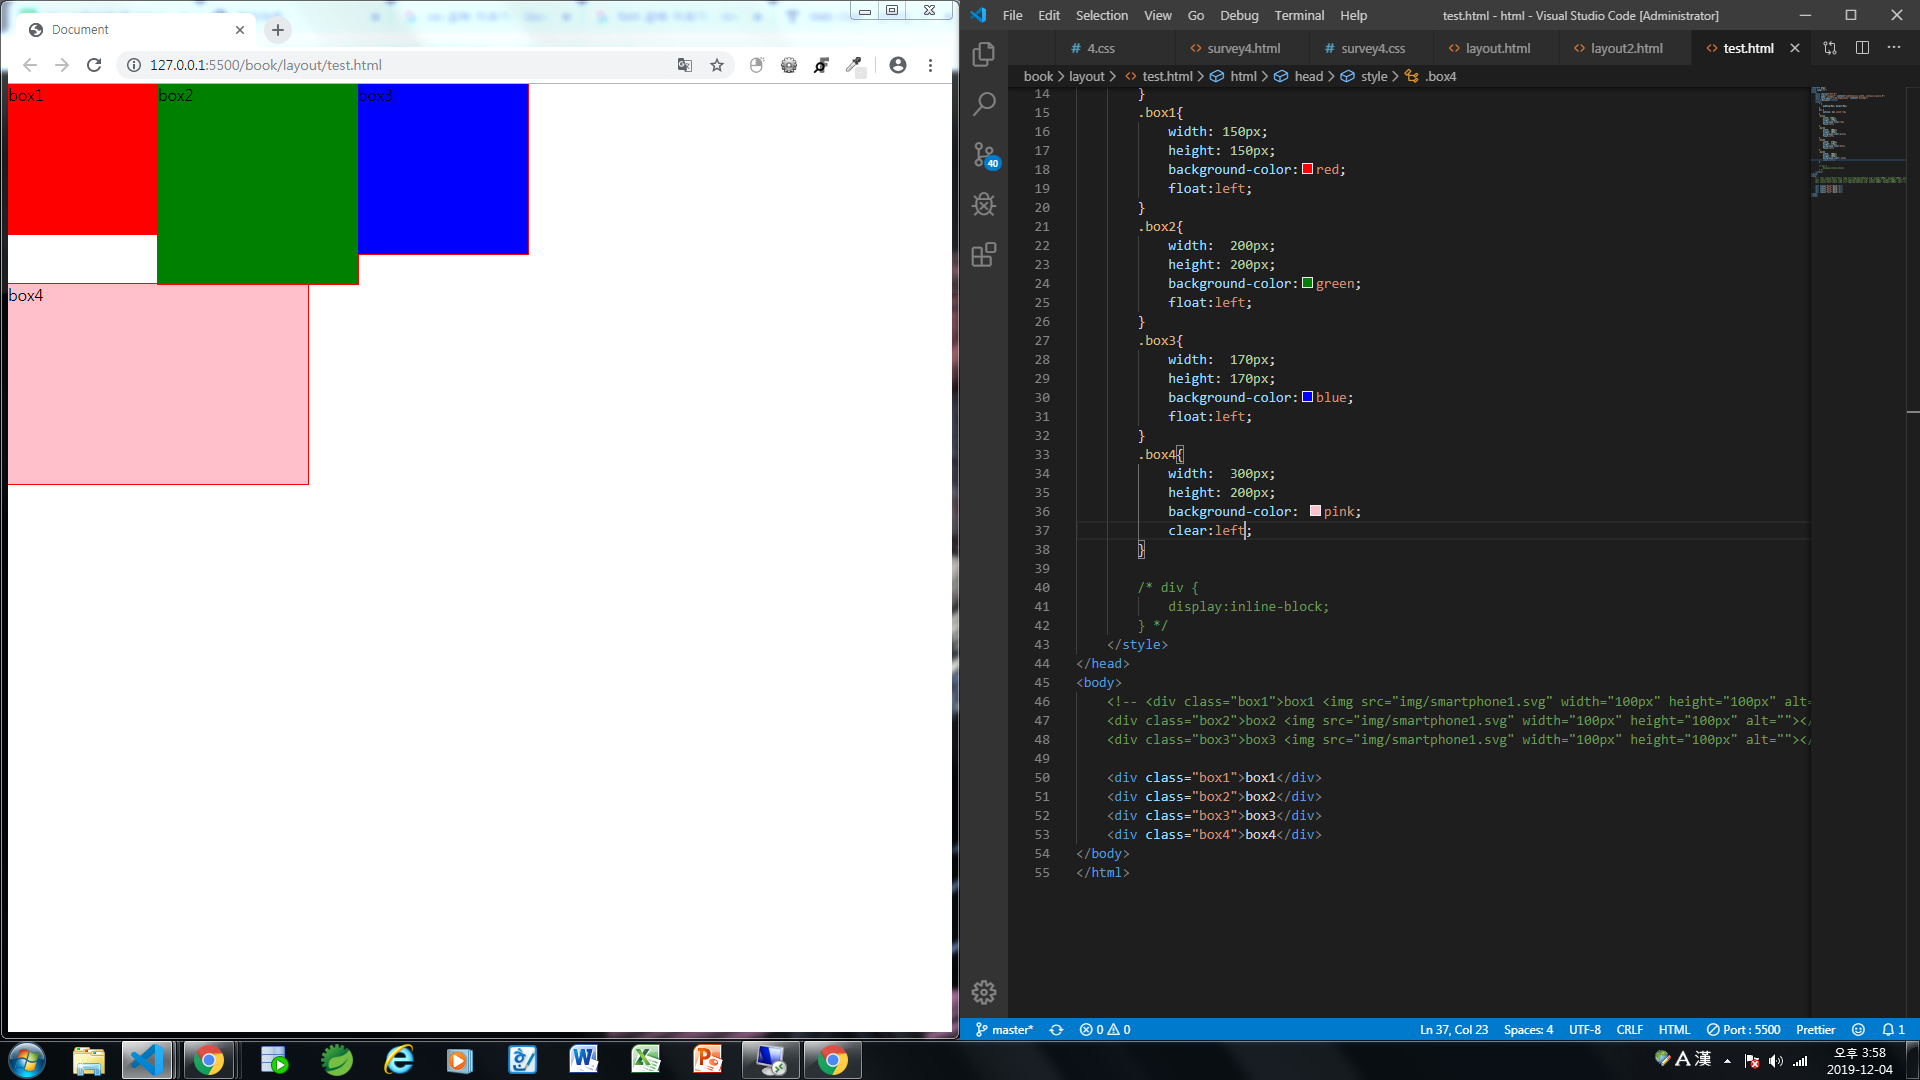 Document
127.0.0.1:5500/book/layout/test.html
box1
box2
box3
box4
File Edit Selection View Go Debug Terminal Help
test.html - html - Visual Studio Code [Administrator]
# 4.css
<> survey4.html
# survey4.css
<> layout.html
<> layout2.html
<> test.html
book > layout > <> test.html > html > head > style > .box4
40
14 }
15 .box1{
16 width: 150px;
17 height: 150px;
18 background-color: red;
19 float:left;
20 }
21 .box2{
22 width:  200px;
23 height: 200px;
24 background-color: green;
25 float:left;
26 }
27 .box3{
28 width:  170px;
29 height: 170px;
30 background-color: blue;
31 float:left;
32 }
33 .box4{
34 width:  300px;
35 height: 200px;
36 background-color: pink;
37 clear:left;
38 }
39
40 /* div {
41 display:inline-block;
42 } */
43 </style>
44 </head>
45 <body>
46 <!-- <div class="box1">box1 <img src="img/smartphone1.svg" width="100px" height="100px" alt=
47 <div class="box2">box2 <img src="img/smartphone1.svg" width="100px" height="100px" alt=""></
48 <div class="box3">box3 <img src="img/smartphone1.svg" width="100px" height="100px" alt=""></
49
50 <div class="box1">box1</div>
51 <div class="box2">box2</div>
52 <div class="box3">box3</div>
53 <div class="box4">box4</div>
54 </body>
55 </html>
master* 0 0
Ln 37, Col 23 Spaces: 4 UTF-8 CRLF HTML Port : 5500 Prettier 1
A 漢
오후 3:58
2019-12-04